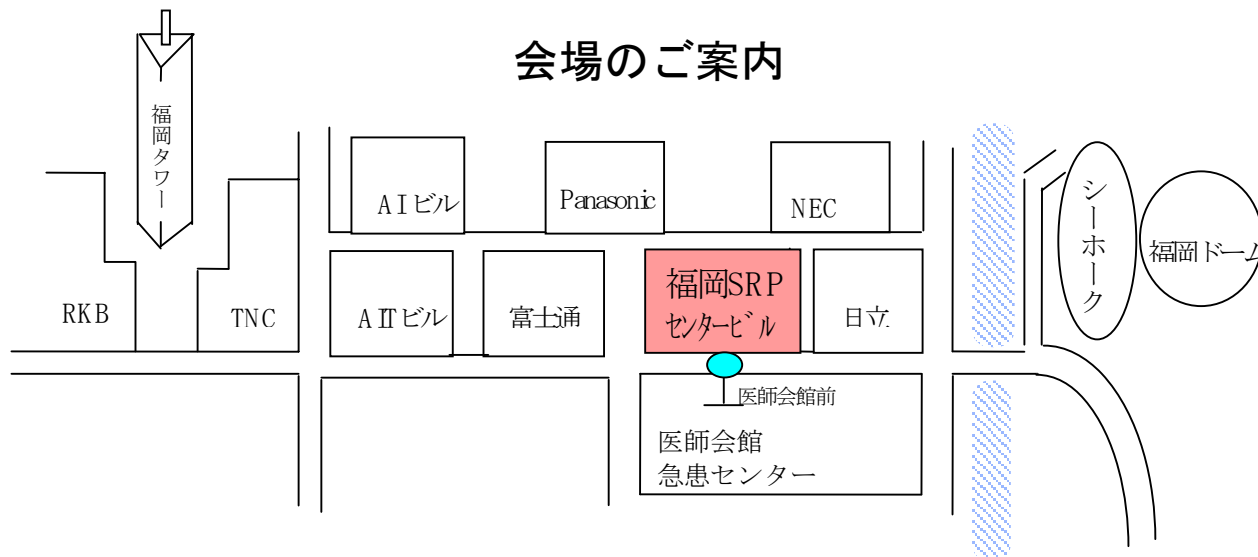 会場のご案内
福岡タワー
AIビル
Panasonic
NEC
シーホーク
福岡ドーム
RKB
TNC
AITビル
富士通
福岡SRP
センタービル
日立
医師会館前
医師会館
急患センター